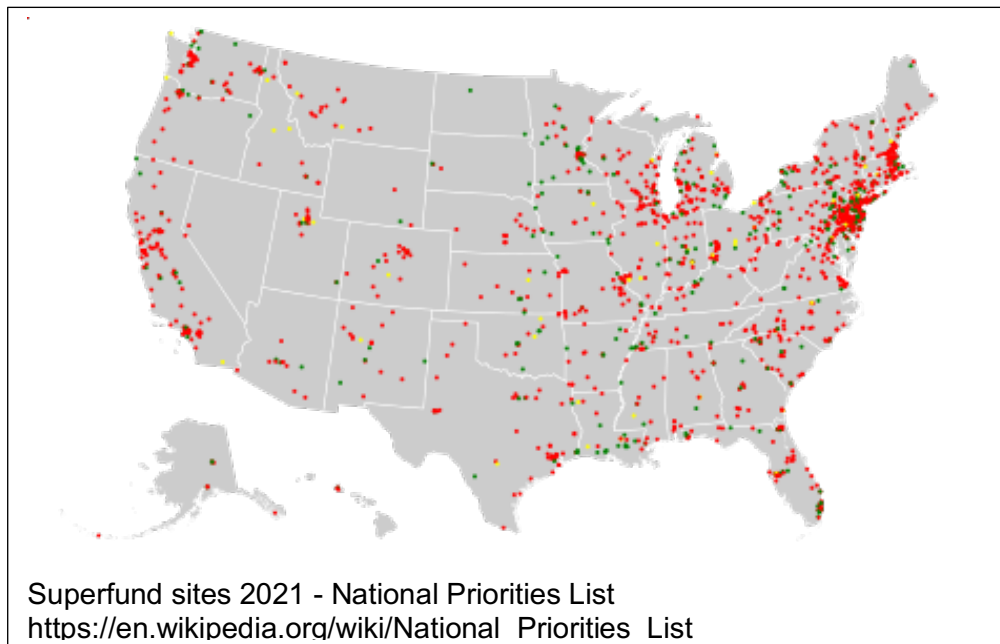 Superfund sites 2021 - National Priorities List
https://en.wikipedia.org/wiki/National_Priorities_List